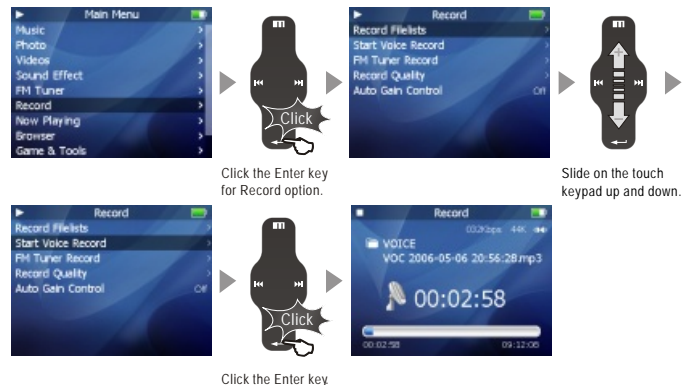 Main Menu
Music
Photo
Videos
Sound Effect
FM Tuner
Record
Now Playing
Browser
Game & Tools
Click
Click the Enter key
for Record option.
Record
Record Filelists
Start Voice Record
FM Tuner Record
Record Quality
Auto Gain Control Off
Slide on the touch
keypad up and down.
Record
Record Filelists
Start Voice Record
FM Tuner Record
Record Quality
Auto Gain Control Off
Click
Click the Enter key.
Record
032Kbps 44K
VOICE
VOC 2006-05-06 20:56:28.mp3
00:02:58
00:02:58 09:12:06